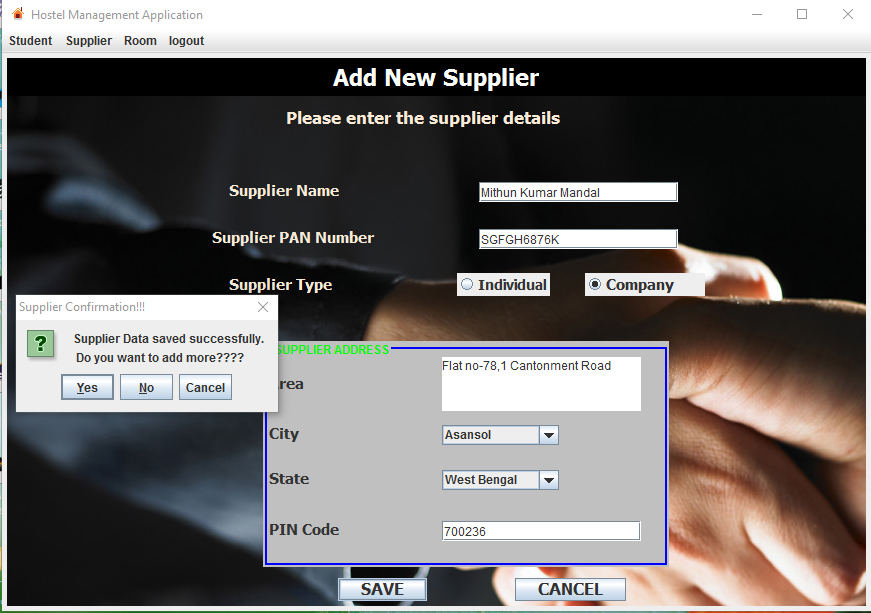 Hostel Management Application
Student Supplier Room logout
Add New Supplier
Please enter the supplier details
Supplier Name Mithun Kumar Mandal
Supplier PAN Number SGFGH6876K
Supplier Type Individual Company
Supplier Confirmation!!!
?
Supplier Data saved successfully.
Do you want to add more????
Yes No Cancel
SUPPLIER ADDRESS
Area Flat no-78,1 Cantonment Road
City Asansol
State West Bengal
PIN Code 700236
SAVE CANCEL